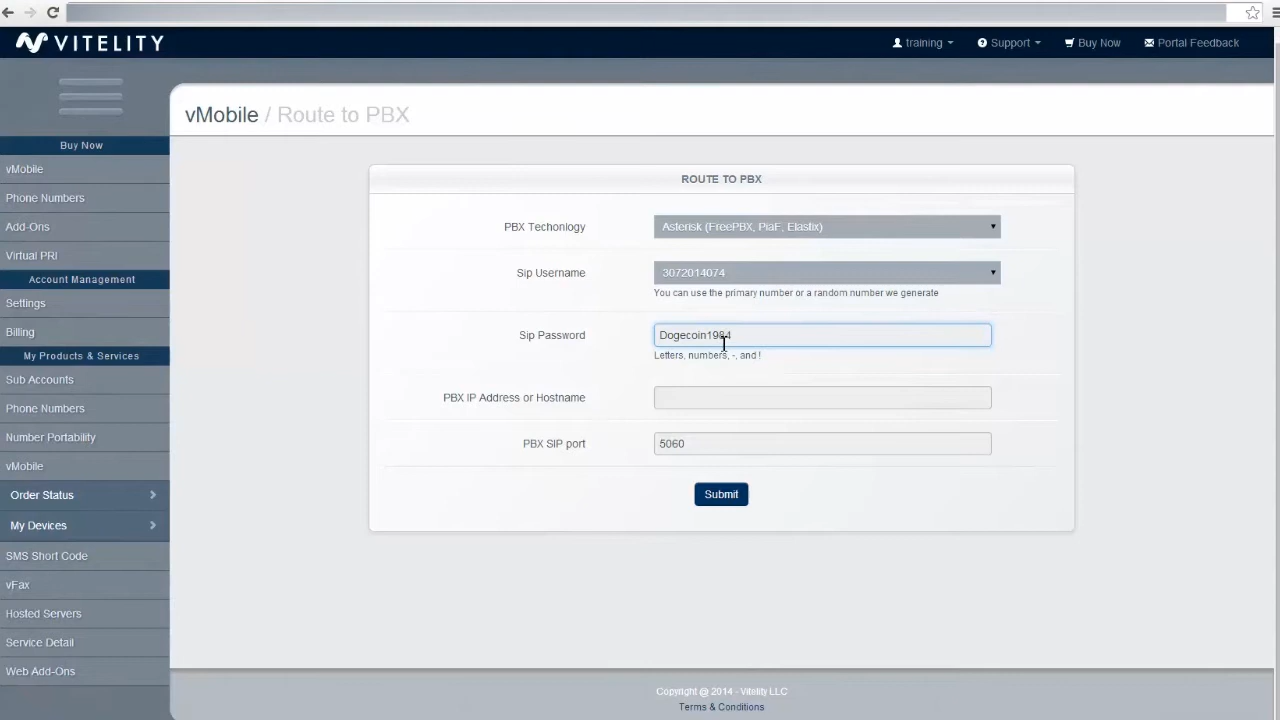 VITELITY
training
Support
Buy Now
Portal Feedback
vMobile / Route to PBX
Buy Now
vMobile
Phone Numbers
Add-Ons
Virtual PRI
Account Management
Settings
Billing
My Products & Services
Sub Accounts
Phone Numbers
Number Portability
vMobile
Order Status
My Devices
SMS Short Code
vFax
Hosted Servers
Service Detail
Web Add-Ons
ROUTE TO PBX
PBX Techonlogy
Asterisk (FreePBX, PiaF, Elastix)
Sip Username
3072014074
You can use the primary number or a random number we generate
Sip Password
Dogecoin1984
Letters, numbers, -, and !
PBX IP Address or Hostname
PBX SIP port
5060
Submit
Copyright @ 2014 - Vitelity LLC
Terms & Conditions